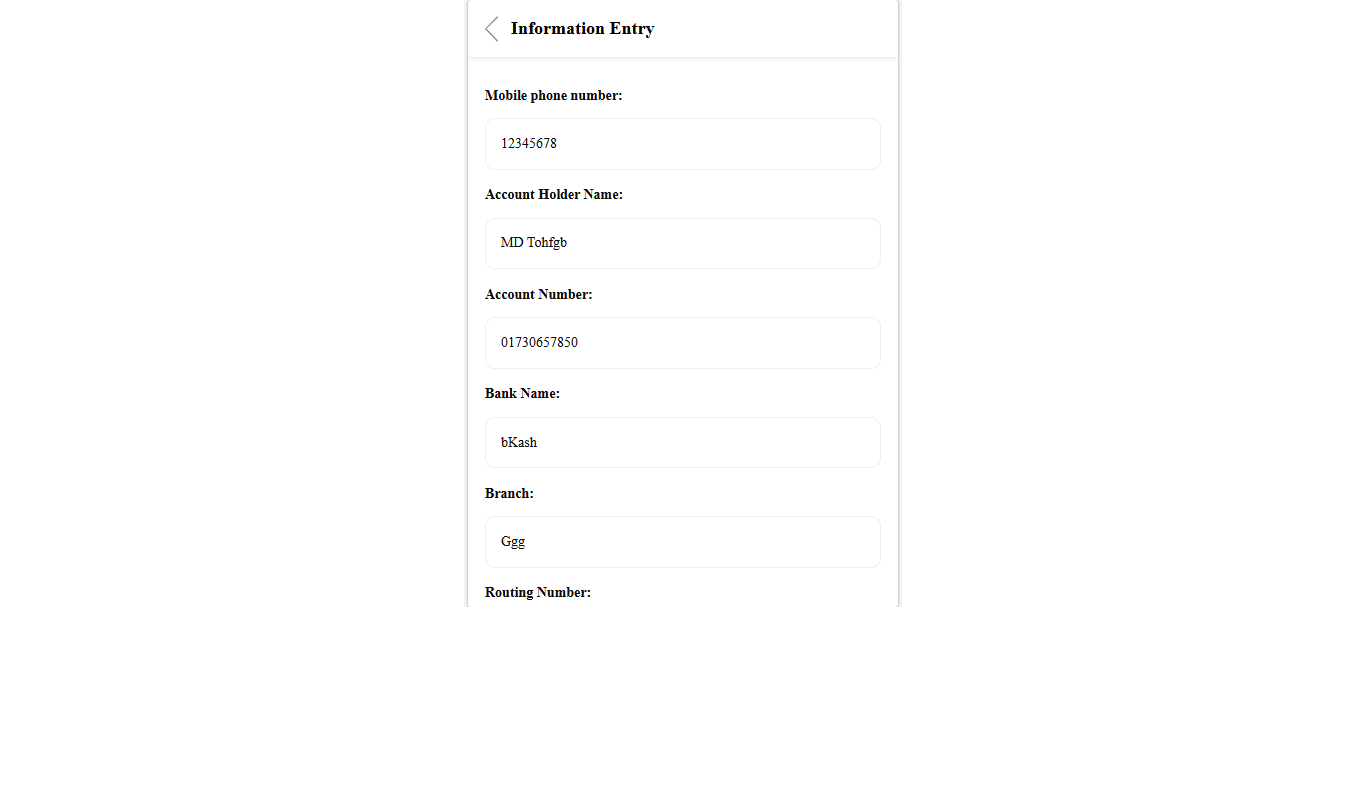 Information Entry
Mobile phone number:
12345678
Account Holder Name:
MD Tohfgb
Account Number:
01730657850
Bank Name:
bKash
Branch:
Ggg
Routing Number: